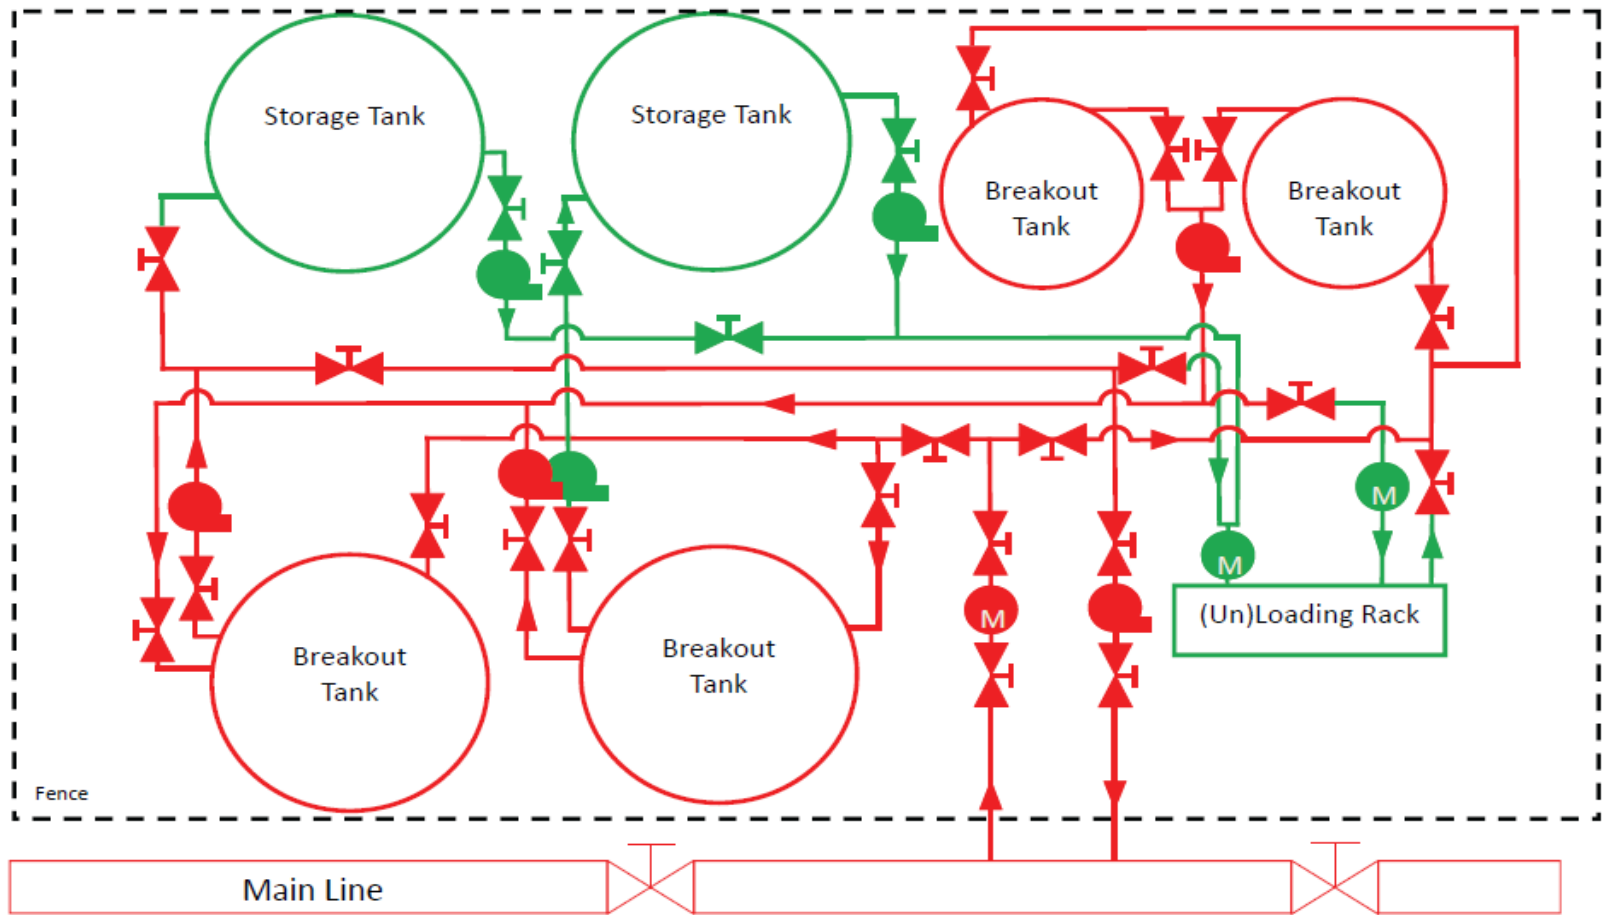 Storage Tank
Storage Tank
Breakout
Tank
Breakout
Tank
M
M
M
(Un)Loading Rack
Breakout
Tank
Breakout
Tank
Fence
Main Line